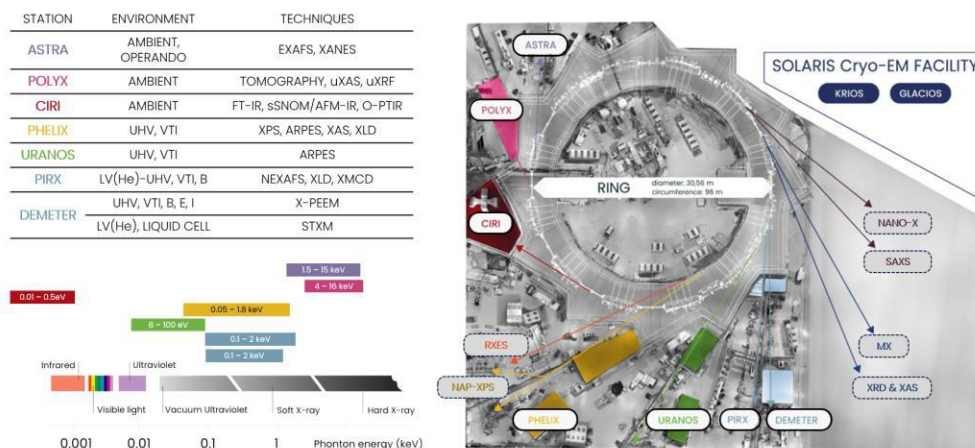 STATION ENVIRONMENT TECHNIQUES
ASTRA AMBIENT, OPERANDO EXAFS, XANES
POLYX AMBIENT TOMOGRAPHY, uXAS, uXRF
CIRI AMBIENT FT-IR, sSNOM/AFM-IR, O-PTIR
PHELIX UHV, VTI XPS, ARPES, XAS, XLD
URANOS UHV, VTI ARPES
PIRX LV(He)-UHV, VTI, B NEXAFS, XLD, XMCD
DEMETER UHV, VTI, B, E, I X-PEEM
LV(He), LIQUID CELL STXM
1.5 – 15 keV
4 – 16 keV
0.01 – 0.5eV
0.05 – 1.8 keV
8 – 100 eV
0.1 – 2 keV
0.1 – 2 keV
Infrared Ultraviolet
Visible light Vacuum Ultraviolet Soft X-ray Hard X-ray
0.001 0.01 0.1 1 Phonton energy (keV)
ASTRA
SOLARIS Cryo-EM FACILITY
KRIOS GLACIOS
POLYX
RING diameter: 30,56 m
circumference: 96 m
CIRI
NANO-X
SAXS
RXES
MX
NAP-XPS
XRD & XAS
PHELIX URANOS PIRX DEMETER